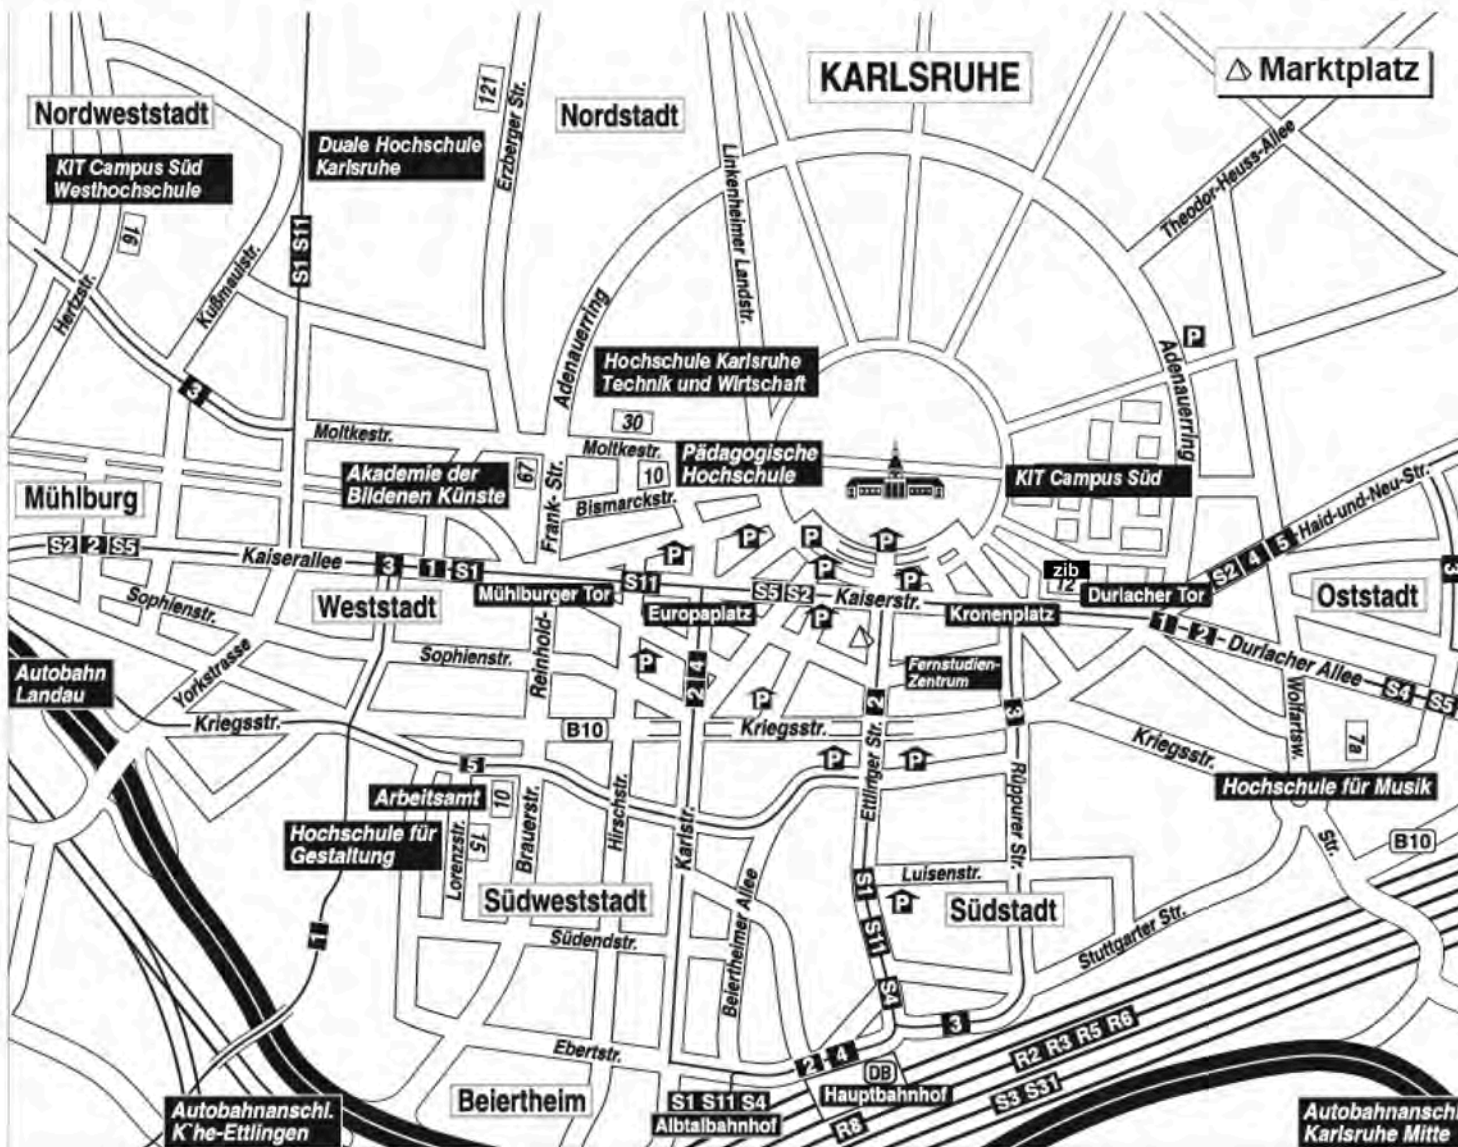 KARLSRUHE
Marktplatz
Nordweststadt
KIT Campus Süd
Westhochschule
16
Duale Hochschule
Karlsruhe
121
Erzberger Str.
Nordstadt
Linkenheimer Landstr.
Theodor-Heuss-Allee
S1 S11
Hertzstr.
Kußmaulstr.
3
Adenauerring
P
Adenauerring
Hochschule Karlsruhe
Technik und Wirtschaft
30
Moltkestr.
Moltkestr.
Pädagogische
Hochschule
10
Bismarckstr.
67
Frank- Str.
Akademie der
Bildenen Künste
Mühlburg
KIT Campus Süd
Haid-und-Neu-Str.
S2 4 5
3
S2 2 S5
Kaiserallee
3
1 S1
Mühlburger Tor
S11
P
P
P
P
P
P
P
S5 S2
Kaiserstr.
Europaplatz
Kronenplatz
zib
72
Durlacher Tor
Oststadt
1 2
Durlacher Allee
S4
S5
Sophienstr.
Weststadt
Sophienstr.
Reinhold-
Yorkstrasse
Autobahn
Landau
P
2 4
P
Fernstudien-
Zentrum
2
3
Wolfartsw.
7a
Kriegsstr.
B10
Kriegsstr.
Kriegsstr.
P
P
Ettlinger Str.
Rüppurer Str.
Hochschule für Musik
Str.
B10
5
Arbeitsamt
10
15
Lorenzstr.
Brauerstr.
Hirschstr.
Karlstr.
Hochschule für
Gestaltung
Südweststadt
Beiertheimer Allee
Luisenstr.
P
Südstadt
S1
S11
S4
1
Südendstr.
Stuttgarter Str.
3
Ebertstr.
2 4
DB
Hauptbahnhof
R2 R3 R5 R6
S3 S31
R8
Beiertheim
S1 S11 S4
Albtalbahnhof
Autobahnanschl.
K`he-Ettlingen
Autobahnanschl
Karlsruhe Mitte